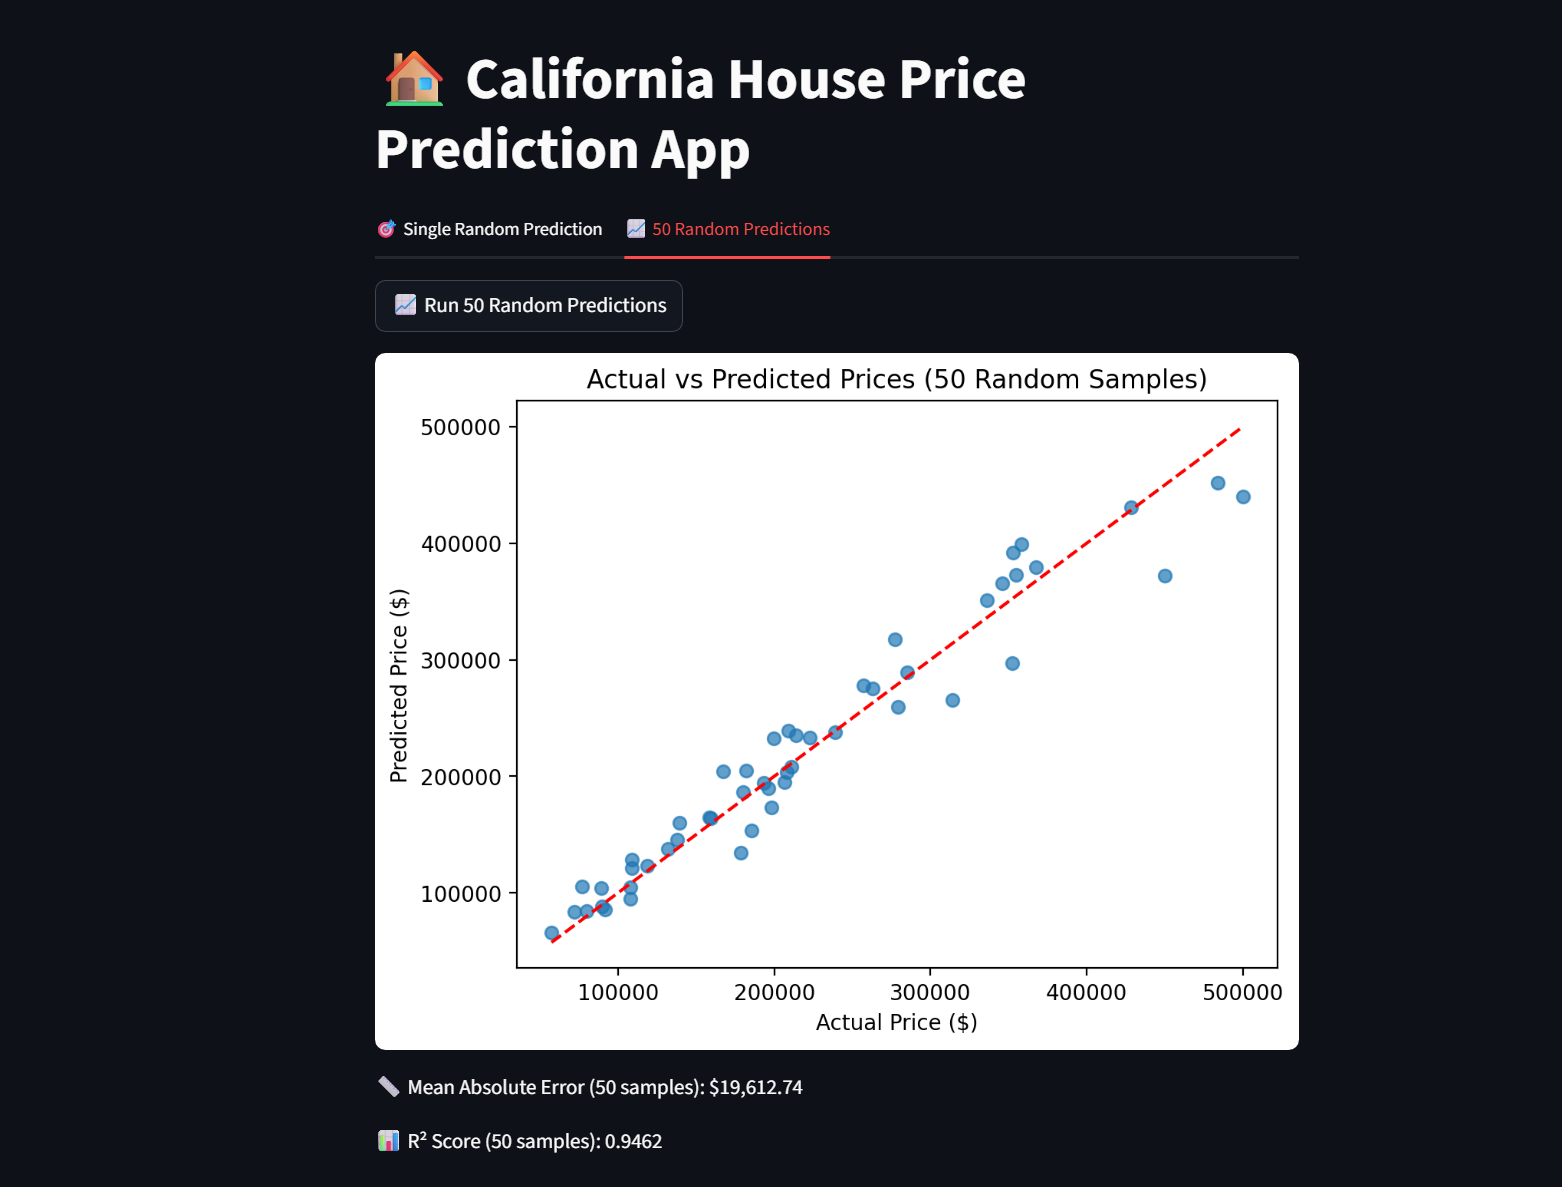 🏠 California House Price
Prediction App
🎯 Single Random Prediction
📈 50 Random Predictions
📈 Run 50 Random Predictions
Actual vs Predicted Prices (50 Random Samples)
500000
400000
300000
200000
100000
Predicted Price ($)
100000 200000 300000 400000 500000
Actual Price ($)
📏 Mean Absolute Error (50 samples): $19,612.74
📊 R² Score (50 samples): 0.9462